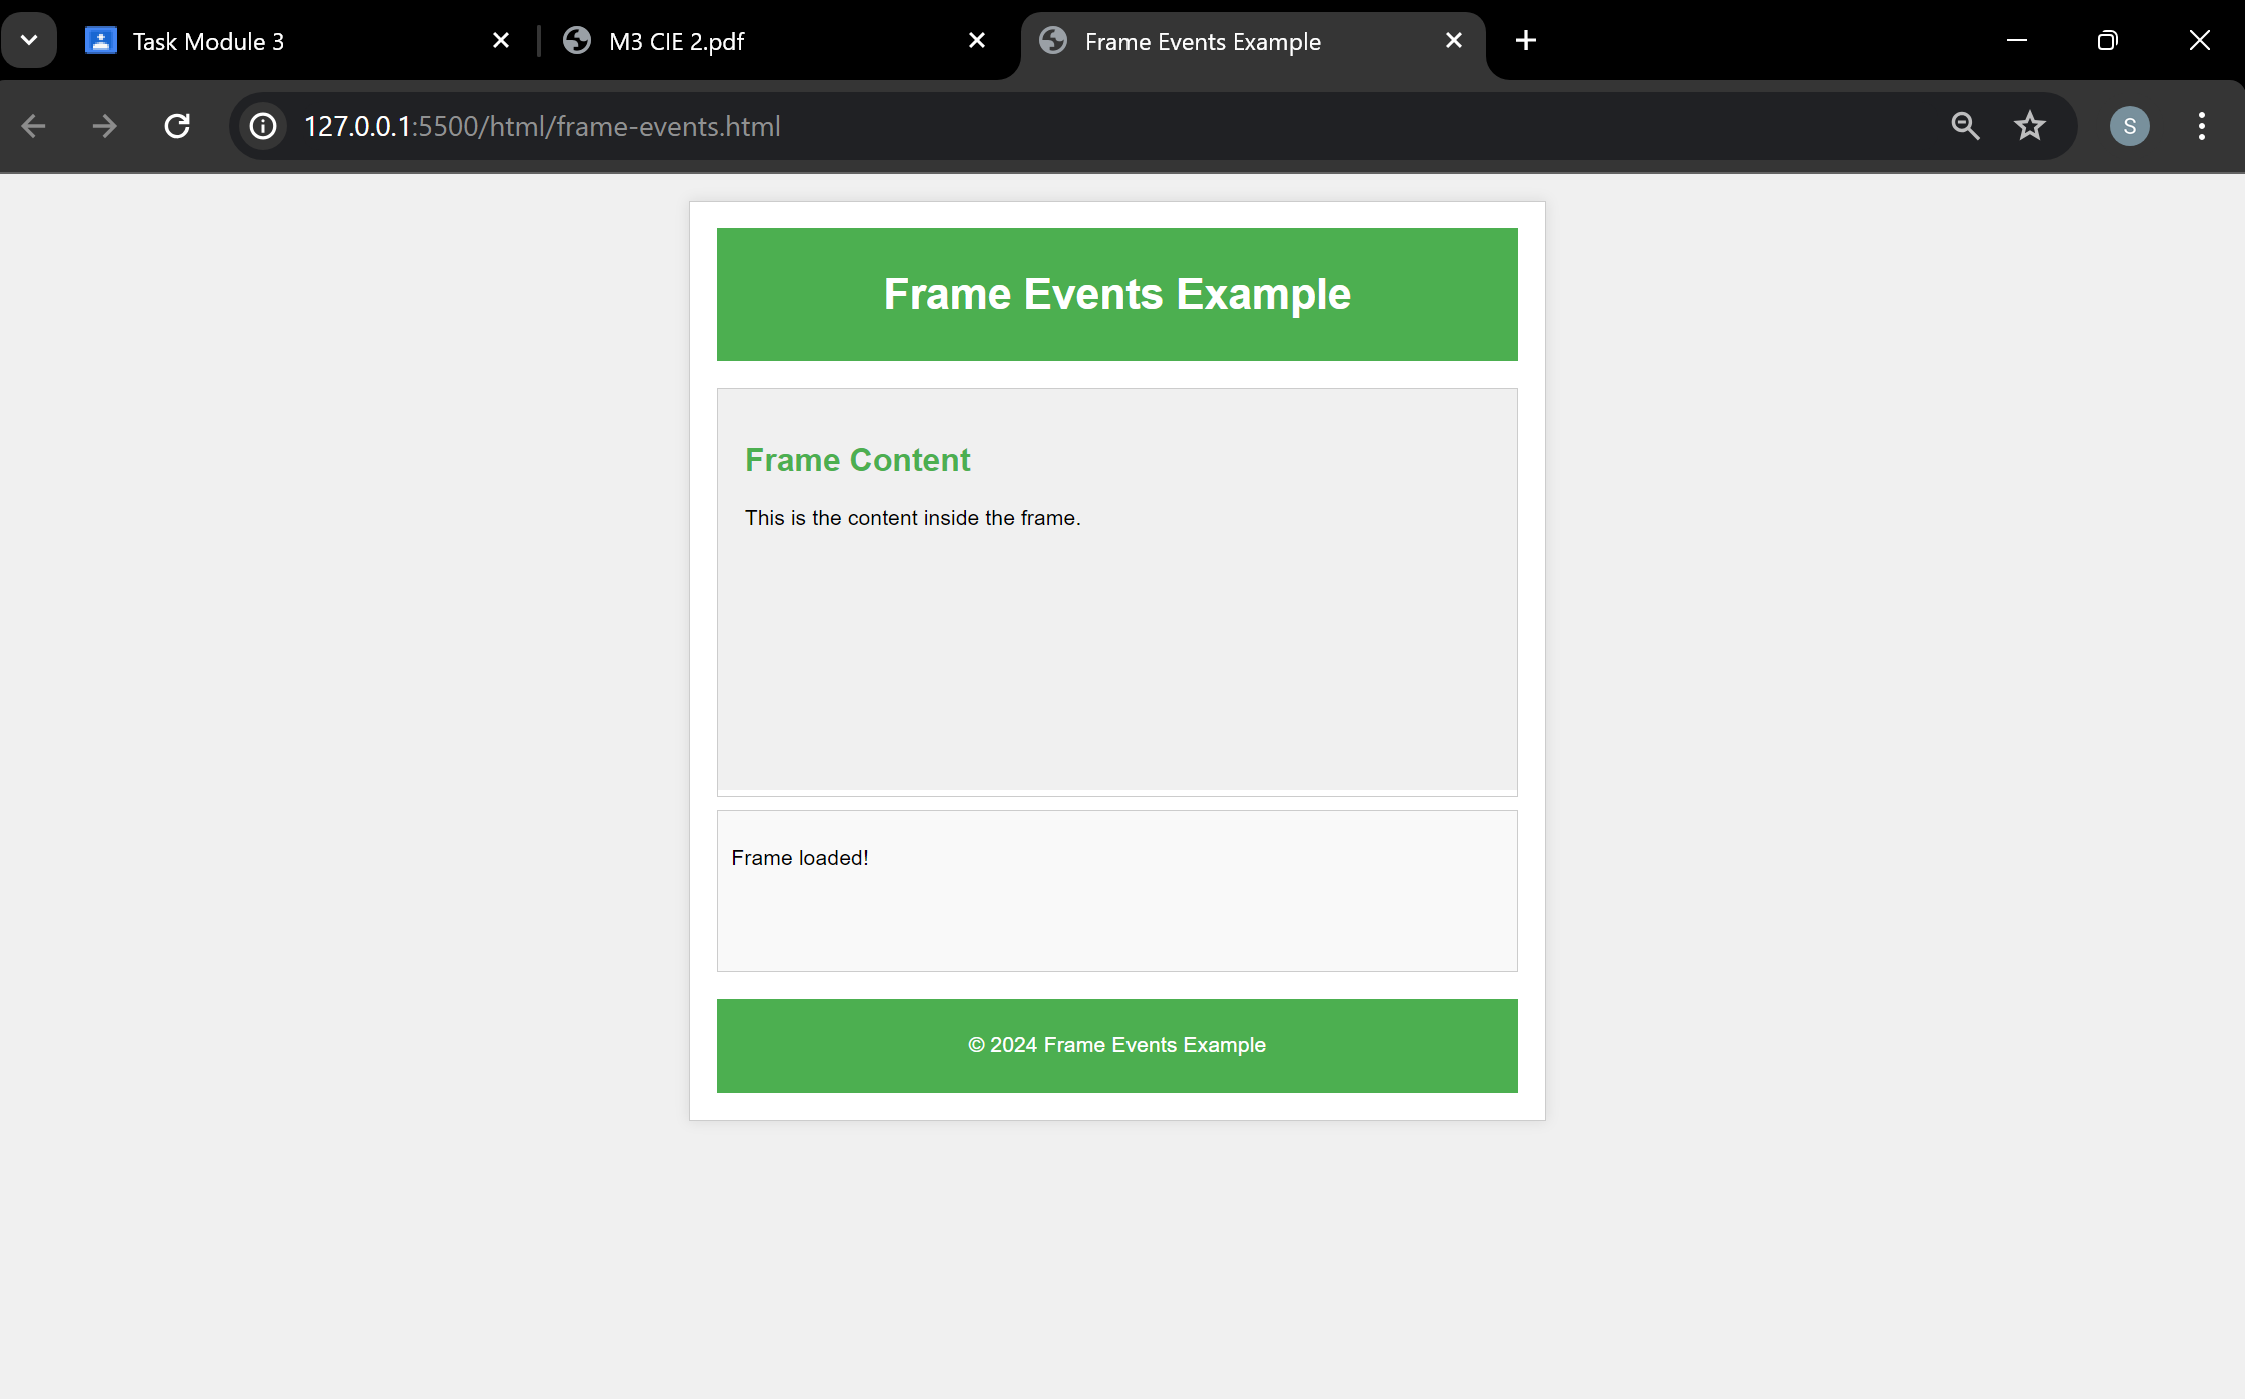 Task Module 3
M3 CIE 2.pdf
Frame Events Example
127.0.0.1:5500/html/frame-events.html
S
Frame Events Example
Frame Content
This is the content inside the frame.
Frame loaded!
© 2024 Frame Events Example